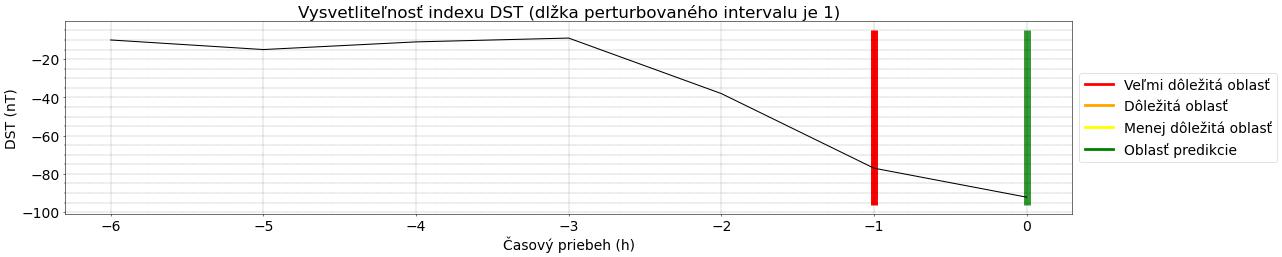 Vysvetliteľnosť indexu DST (dlžka perturbovaného intervalu je 1)
DST (nT)
−20
−40
−60
−80
−100
−6 −5 −4 −3 −2 −1 0
Časový priebeh (h)
Veľmi dôležitá oblasť
Dôležitá oblasť
Menej dôležitá oblasť
Oblasť predikcie